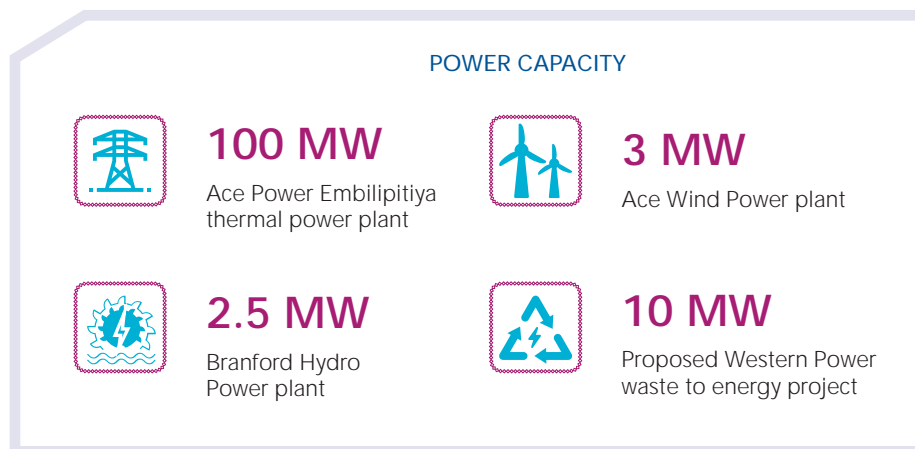 POWER CAPACITY
100 MW
Ace Power Embilipitiya
thermal power plant
3 MW
Ace Wind Power plant
2.5 MW
Branford Hydro
Power plant
10 MW
Proposed Western Power
waste to energy project